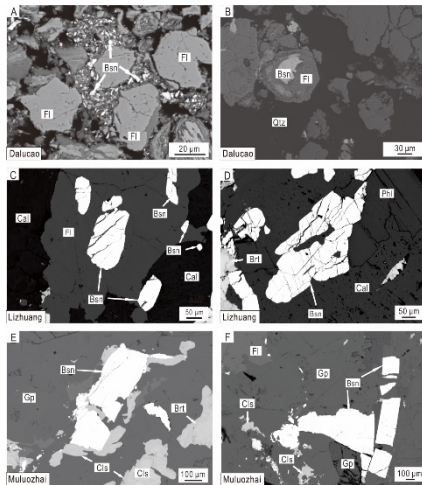 A
Bsn
Fl
Fl
Fl
Dalucao
20 μm
B
Bsn
Fl
Qtz
Dalucao
30 μm
C
Cal
Fl
Bsn
Bsn
Cal
Bsn
Lizhuang
50 μm
D
Phl
Brt
Cal
Bsn
Lizhuang
50 μm
E
Bsn
Gp
Brt
Cls
Cls
Muluozhai
100 μm
F
Fl
Gp
Bsn
Cls
Cls
Gp
Muluozhai
100 μm